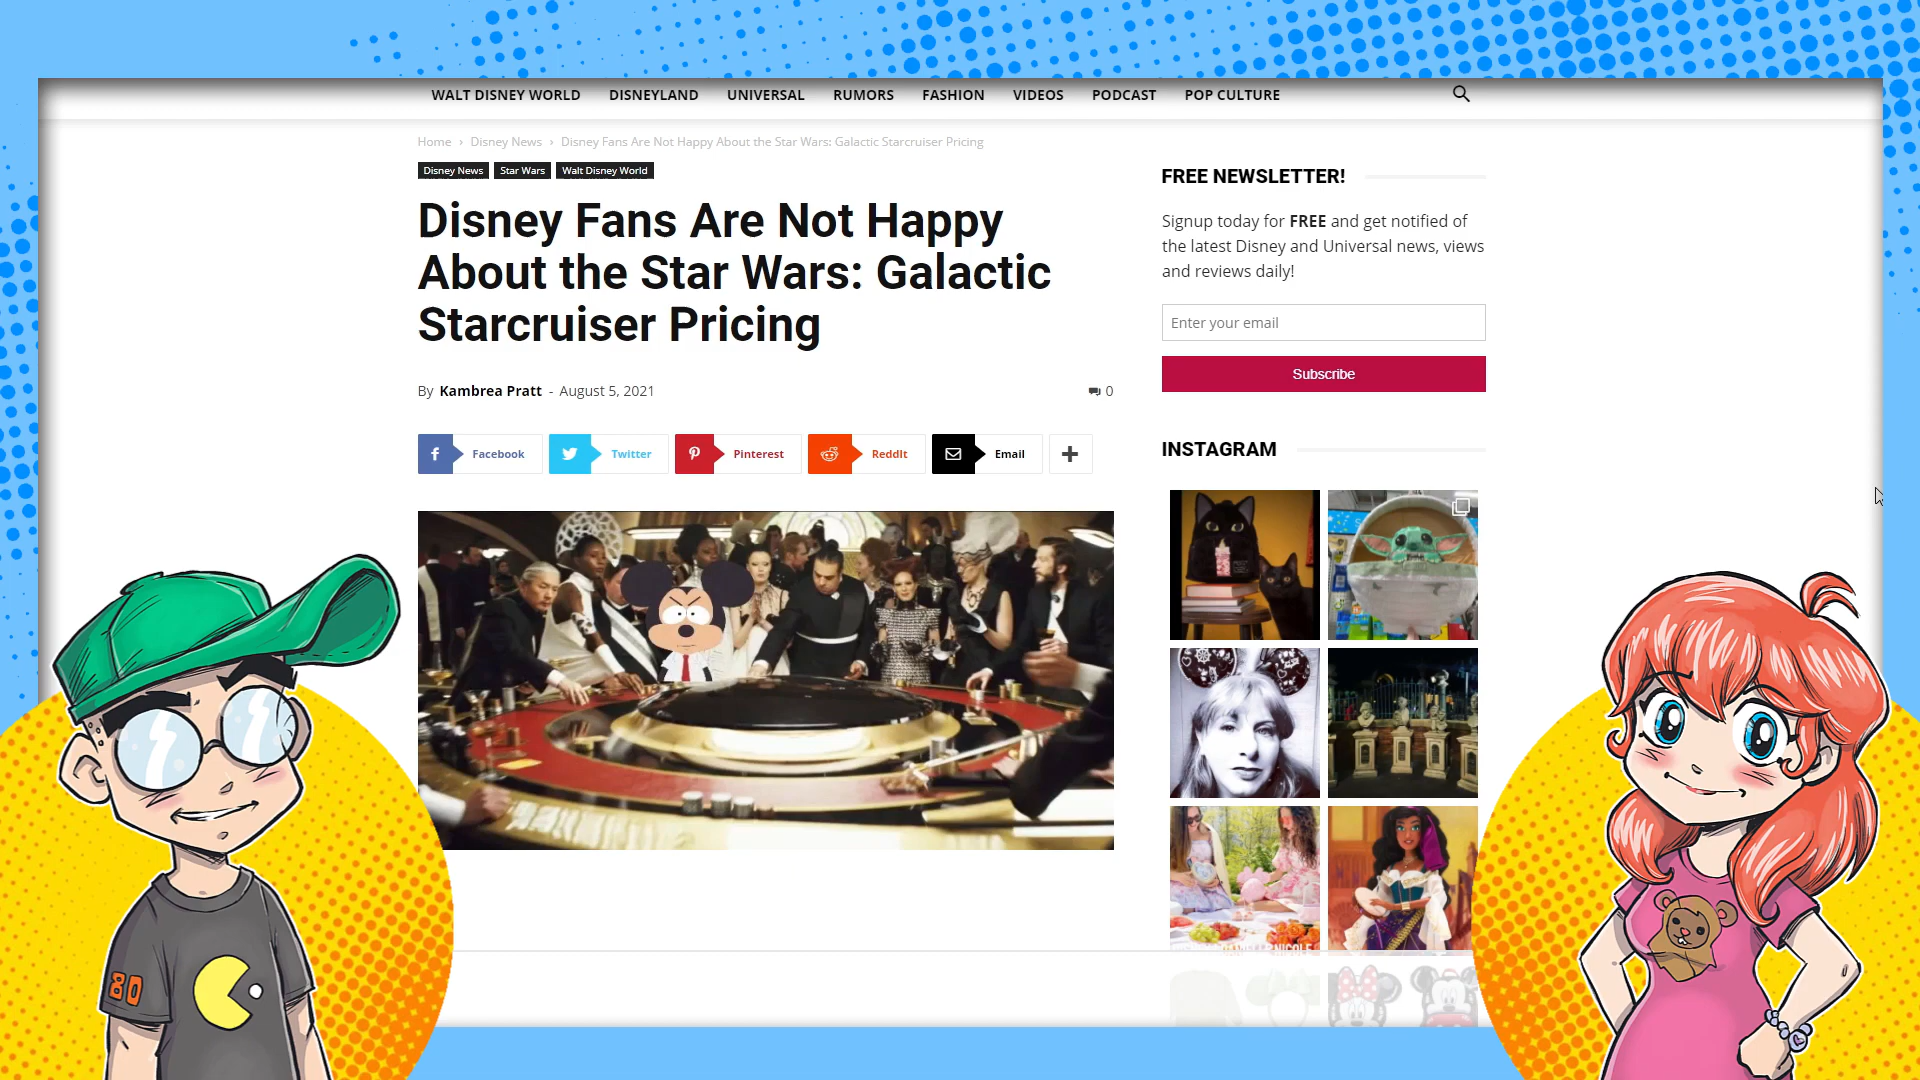 WALT DISNEY WORLD DISNEYLAND UNIVERSAL RUMORS FASHION VIDEOS PODCAST POP CULTURE
Home › Disney News › Disney Fans Are Not Happy About the Star Wars: Galactic Starcruiser Pricing
Disney News Star Wars Walt Disney World
Disney Fans Are Not Happy
About the Star Wars: Galactic
Starcruiser Pricing
By Kambrea Pratt - August 5, 2021 0
Facebook Twitter Pinterest ReddIt Email
FREE NEWSLETTER!
Signup today for FREE and get notified of
the latest Disney and Universal news, views
and reviews daily!
Enter your email
Subscribe
INSTAGRAM
80